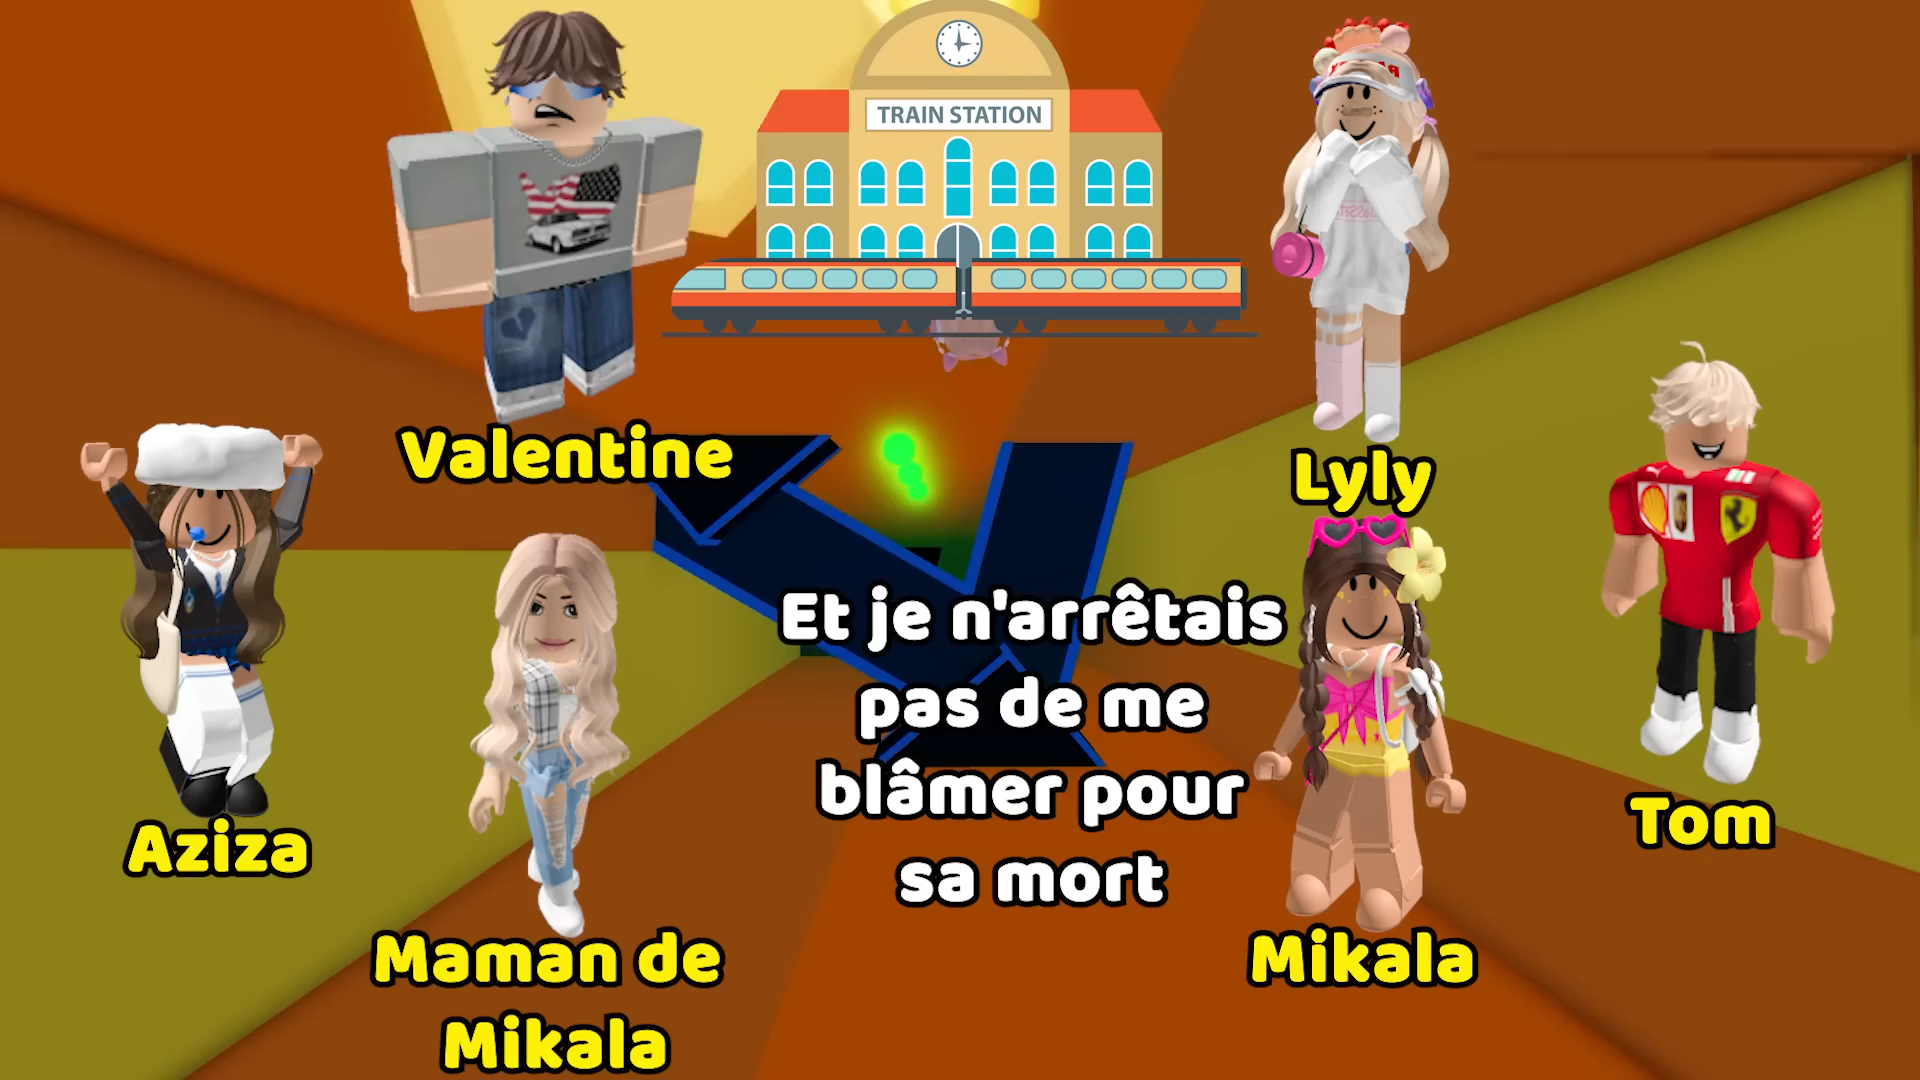 TRAIN STATION
Valentine
Lyly
Et je n'arrêtais
pas de me
blâmer pour
sa mort
Aziza
Tom
Maman de
Mikala
Mikala